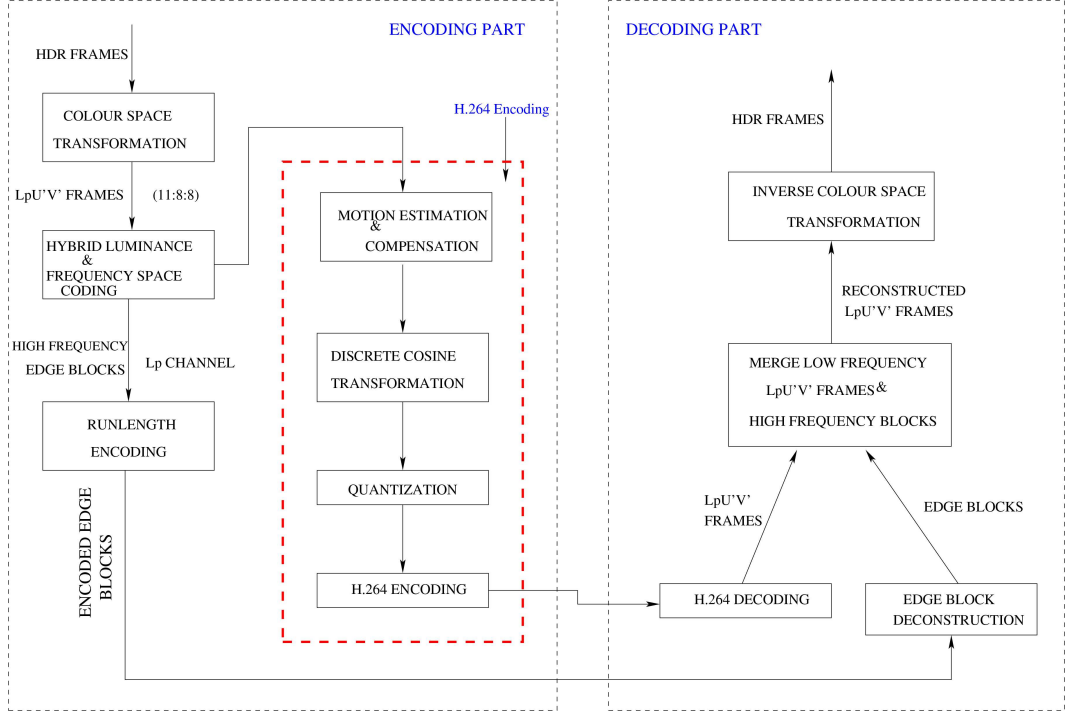 ENCODING PART
HDR FRAMES
COLOUR SPACE
TRANSFORMATION
LpU'V' FRAMES (11:8:8)
HYBRID LUMINANCE
&
FREQUENCY SPACE
CODING
HIGH FREQUENCY
EDGE BLOCKS
Lp CHANNEL
RUNLENGTH
ENCODING
ENCODED EDGE
BLOCKS
H.264 Encoding
MOTION ESTIMATION
&
COMPENSATION
DISCRETE COSINE
TRANSFORMATION
QUANTIZATION
H.264 ENCODING
DECODING PART
HDR FRAMES
INVERSE COLOUR SPACE
TRANSFORMATION
RECONSTRUCTED
LpU'V' FRAMES
MERGE LOW FREQUENCY
LpU'V' FRAMES &
HIGH FREQUENCY BLOCKS
LpU'V'
FRAMES
EDGE BLOCKS
H.264 DECODING
EDGE BLOCK
DECONSTRUCTION